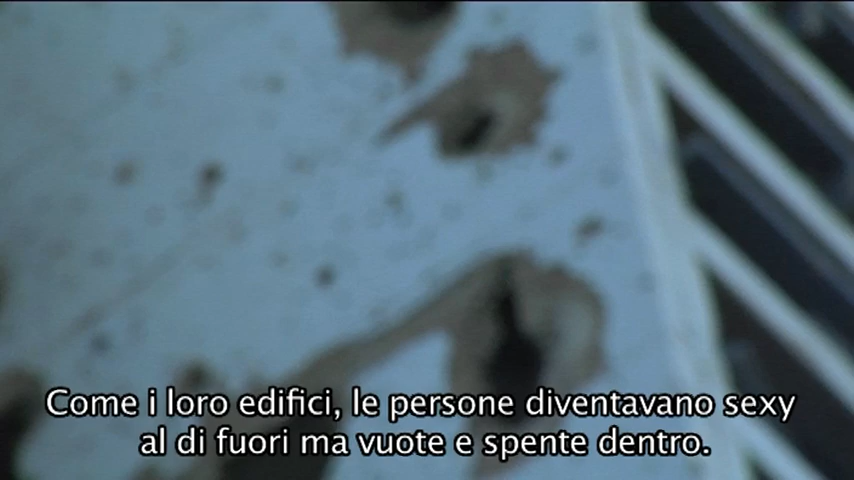 Come i loro edifici, le persone diventavano sexy
al di fuori ma vuote e spente dentro.